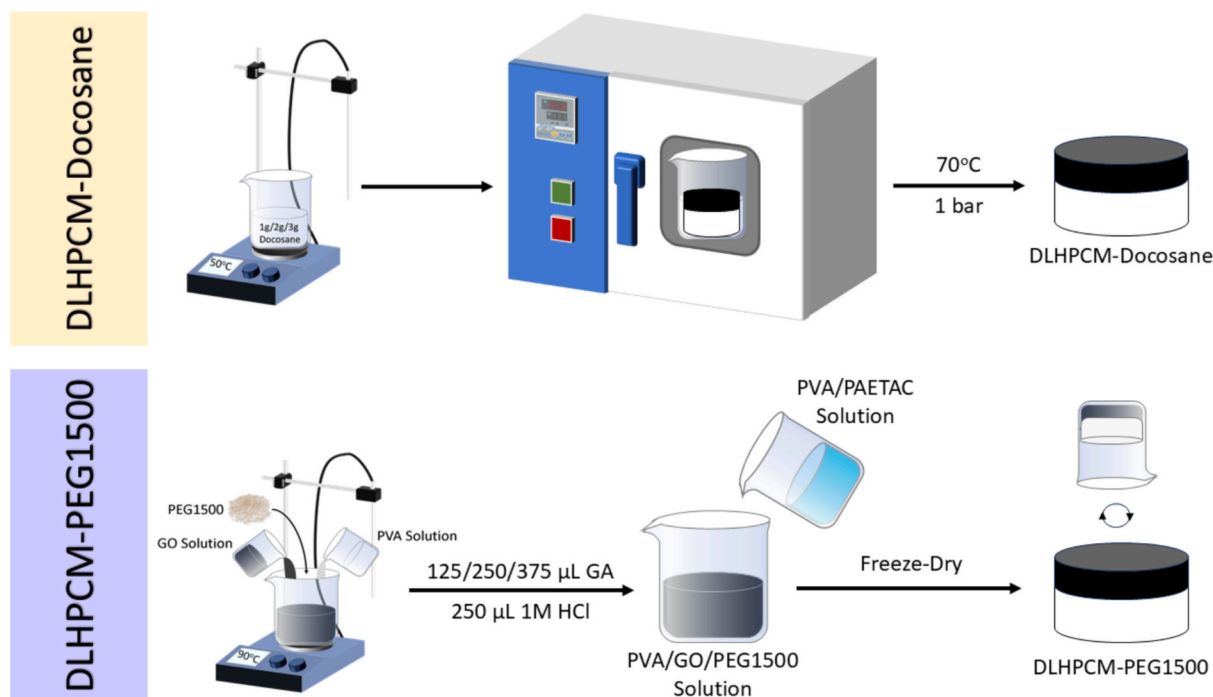 DLHPCM-Docosane
1g/2g/3g
Docosane
50°C
70°C
1 bar
DLHPCM-Docosane
DLHPCM-PEG1500
PEG1500
GO Solution
PVA Solution
90°C
125/250/375 µL GA
250 µL 1M HCl
PVA/PAETAC
Solution
PVA/GO/PEG1500
Solution
Freeze-Dry
DLHPCM-PEG1500